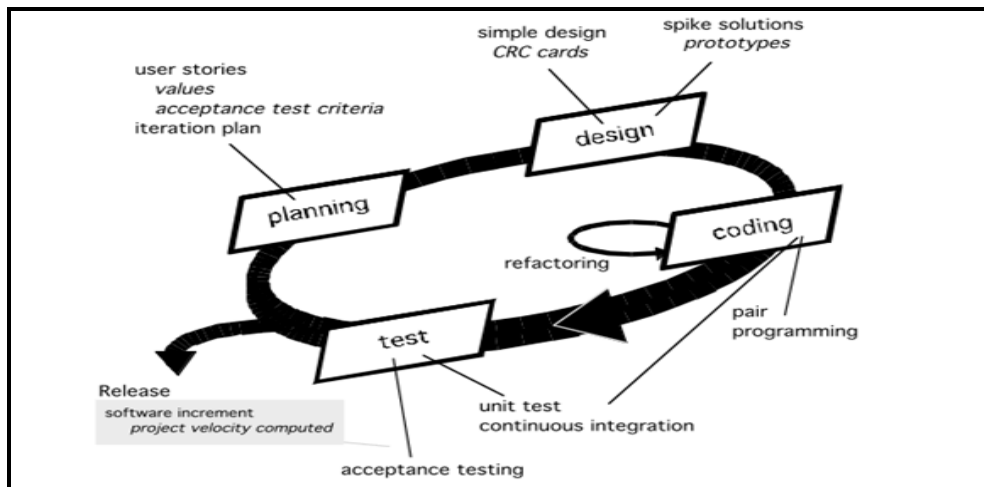 simple design
CRC cards
spike solutions
prototypes
user stories
values
acceptance test criteria
iteration plan
design
planning
coding
refactoring
test
pair
programming
Release
software increment
project velocity computed
unit test
continuous integration
acceptance testing